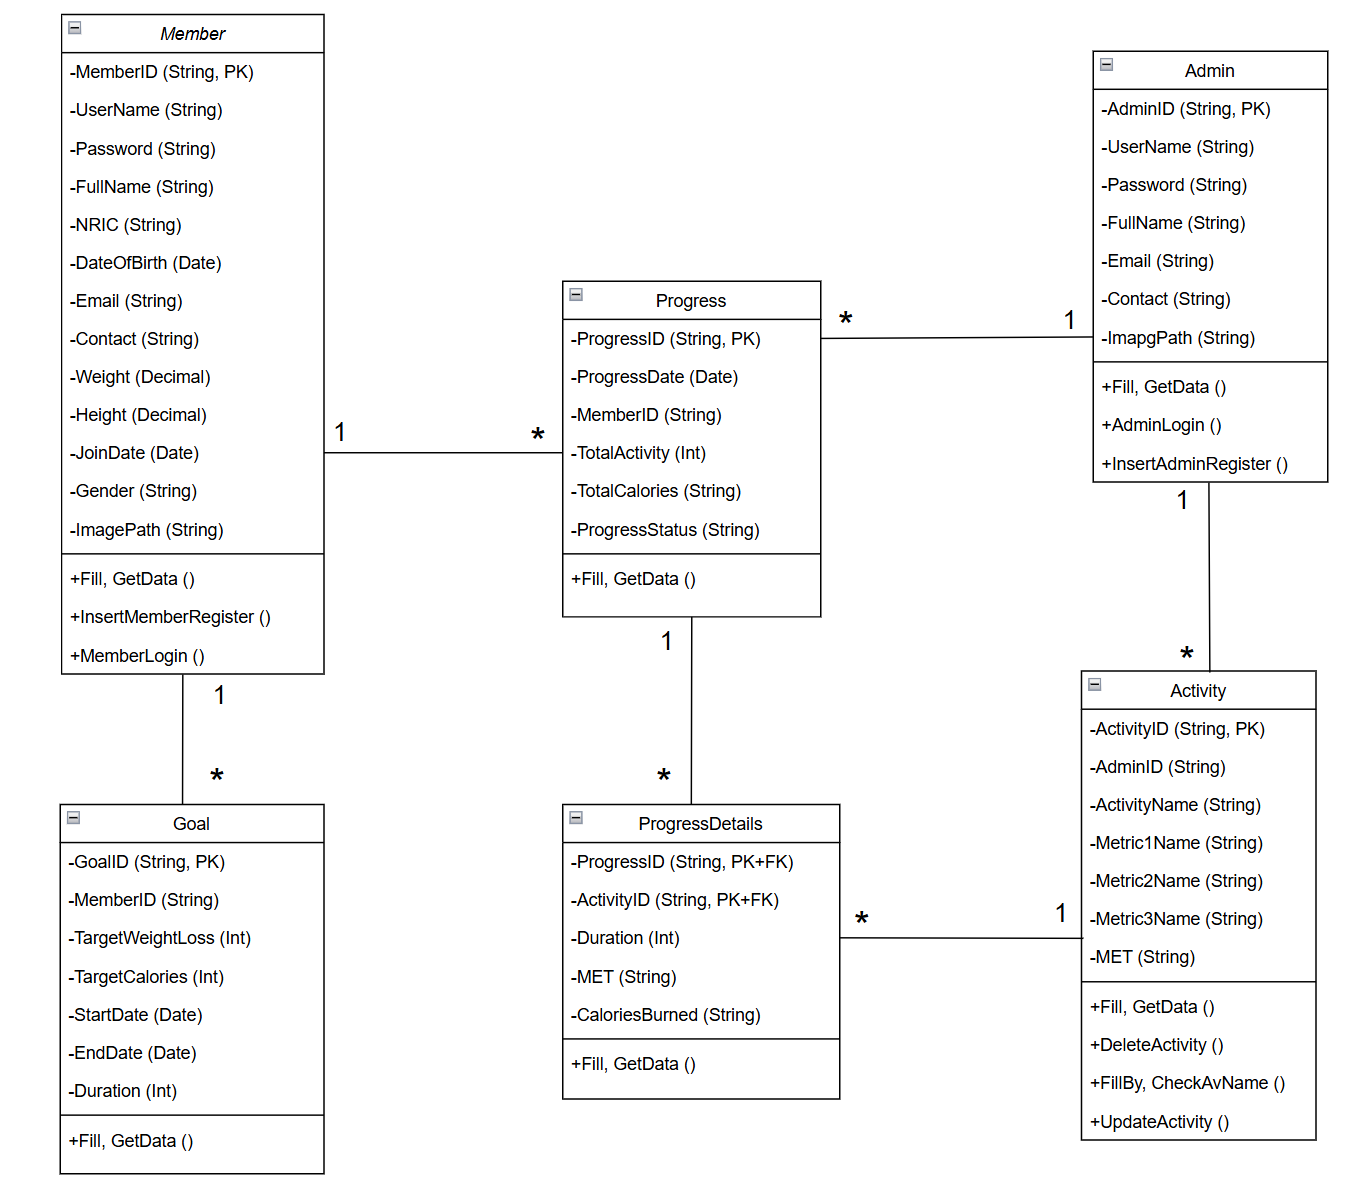 Member
-MemberID (String, PK)
-UserName (String)
-Password (String)
-FullName (String)
-NRIC (String)
-DateOfBirth (Date)
-Email (String)
-Contact (String)
-Weight (Decimal)
-Height (Decimal)
-JoinDate (Date)
-Gender (String)
-ImagePath (String)
+Fill, GetData ()
+InsertMemberRegister ()
+MemberLogin ()
1
*
1
*
Goal
-GoalID (String, PK)
-MemberID (String)
-TargetWeightLoss (Int)
-TargetCalories (Int)
-StartDate (Date)
-EndDate (Date)
-Duration (Int)
+Fill, GetData ()
Progress
-ProgressID (String, PK)
-ProgressDate (Date)
-MemberID (String)
-TotalActivity (Int)
-TotalCalories (String)
-ProgressStatus (String)
+Fill, GetData ()
*
1
1
*
ProgressDetails
-ProgressID (String, PK+FK)
-ActivityID (String, PK+FK)
-Duration (Int)
-MET (String)
-CaloriesBurned (String)
+Fill, GetData ()
*
1
Admin
-AdminID (String, PK)
-UserName (String)
-Password (String)
-FullName (String)
-Email (String)
-Contact (String)
-ImapgPath (String)
+Fill, GetData ()
+AdminLogin ()
+InsertAdminRegister ()
1
*
Activity
-ActivityID (String, PK)
-AdminID (String)
-ActivityName (String)
-Metric1Name (String)
-Metric2Name (String)
-Metric3Name (String)
-MET (String)
+Fill, GetData ()
+DeleteActivity ()
+FillBy, CheckAvName ()
+UpdateActivity ()